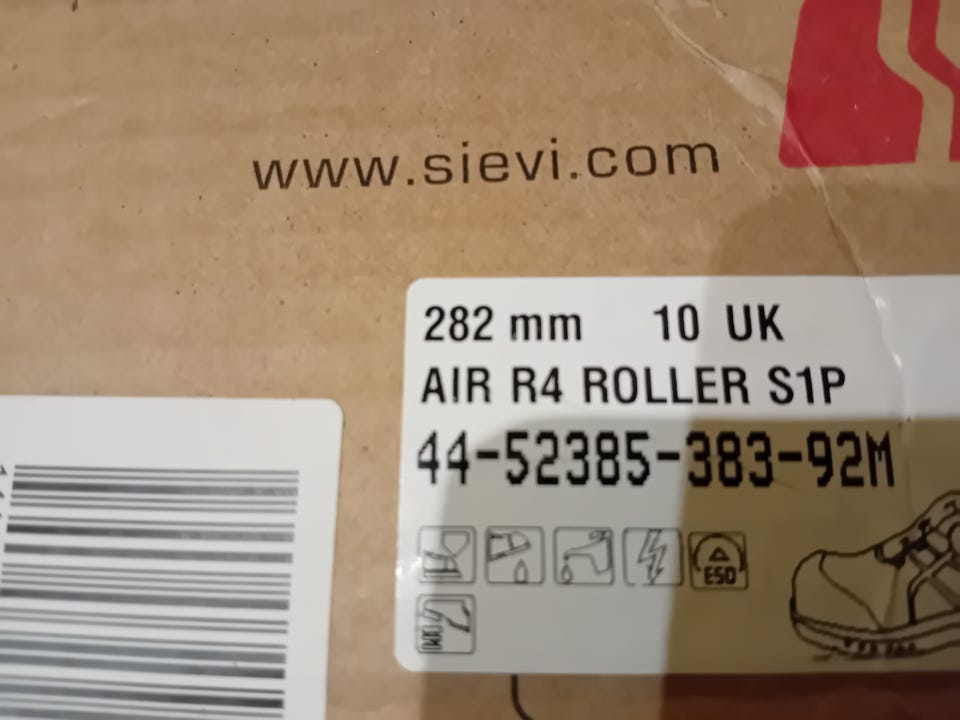 www.sievi.com
282 mm 10 UK
AIR R4 ROLLER S1P
44-52385-383-92M
ESD